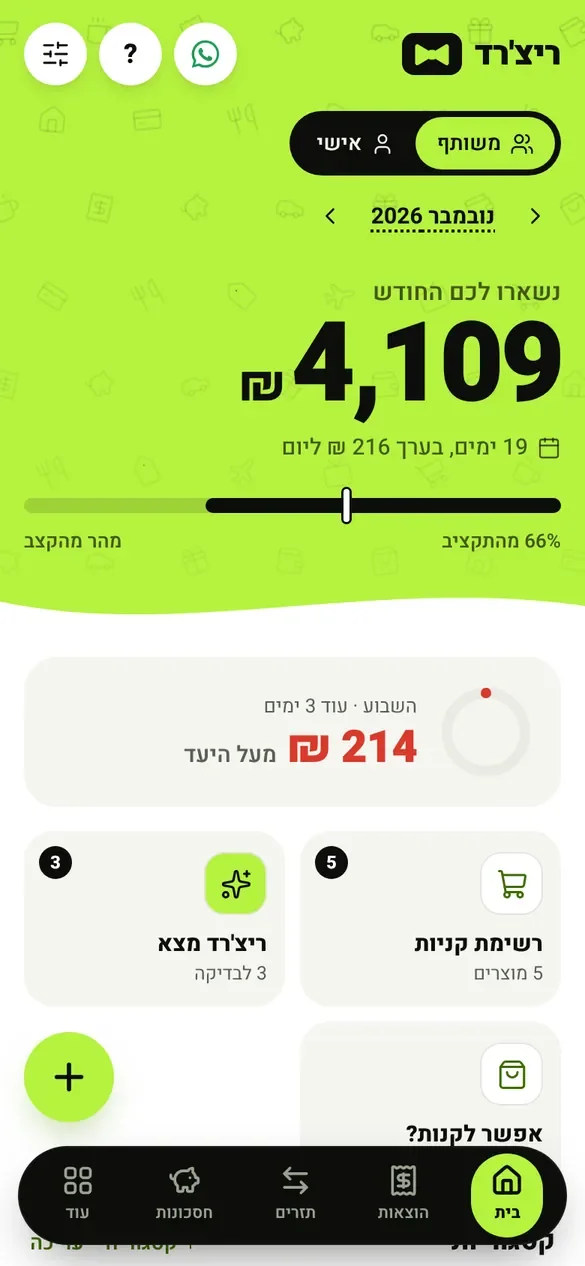 ריצ'רד
?
משותף
אישי
נובמבר 2026
נשארו לכם החודש
4,109 ₪
19 ימים, בערך 216 ₪ ליום
66% מהתקציב
מהר מהקצב
השבוע · עוד 3 ימים
214 ₪ מעל היעד
5
רשימת קניות
5 מוצרים
3
ריצ'רד מצא
3 לבדיקה
אפשר לקנות?
+
בית
הוצאות
תזרים
חסכונות
עוד